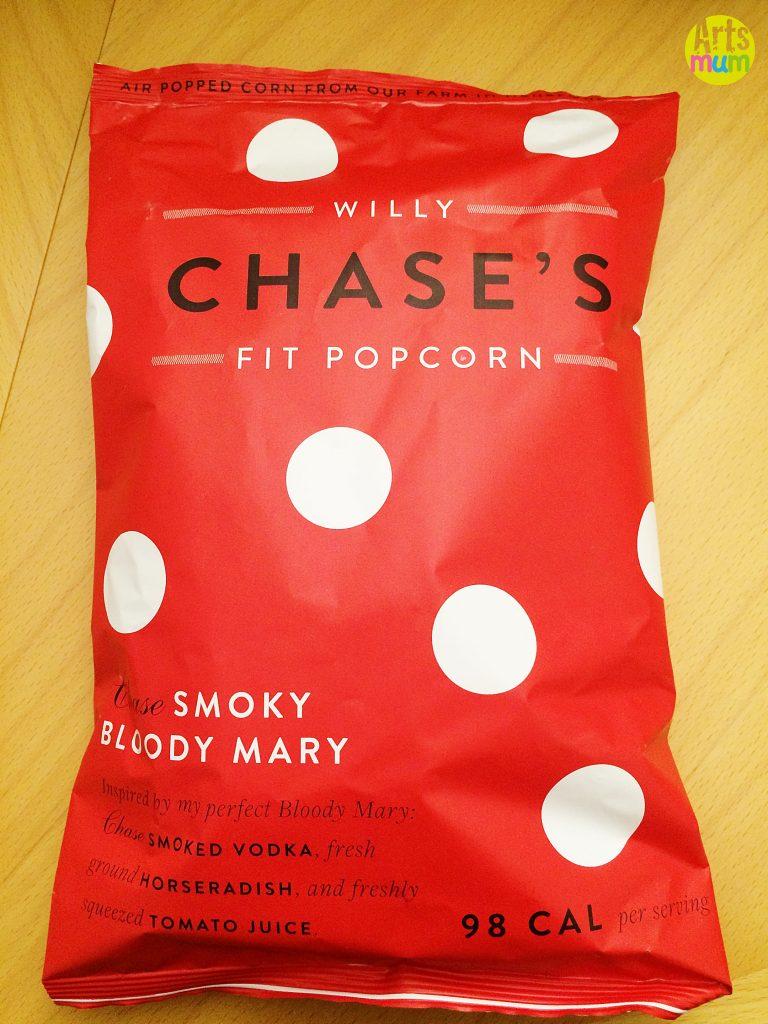 Arts
mum
AIR POPPED CORN FROM OUR FARM
WILLY
CHASE'S
FIT POPCORN
Chase SMOKY
BLOODY MARY
Inspired by my perfect Bloody Mary:
Chase SMOKED VODKA, fresh
ground HORSERADISH, and freshly
squeezed TOMATO JUICE.
98 CAL per serving